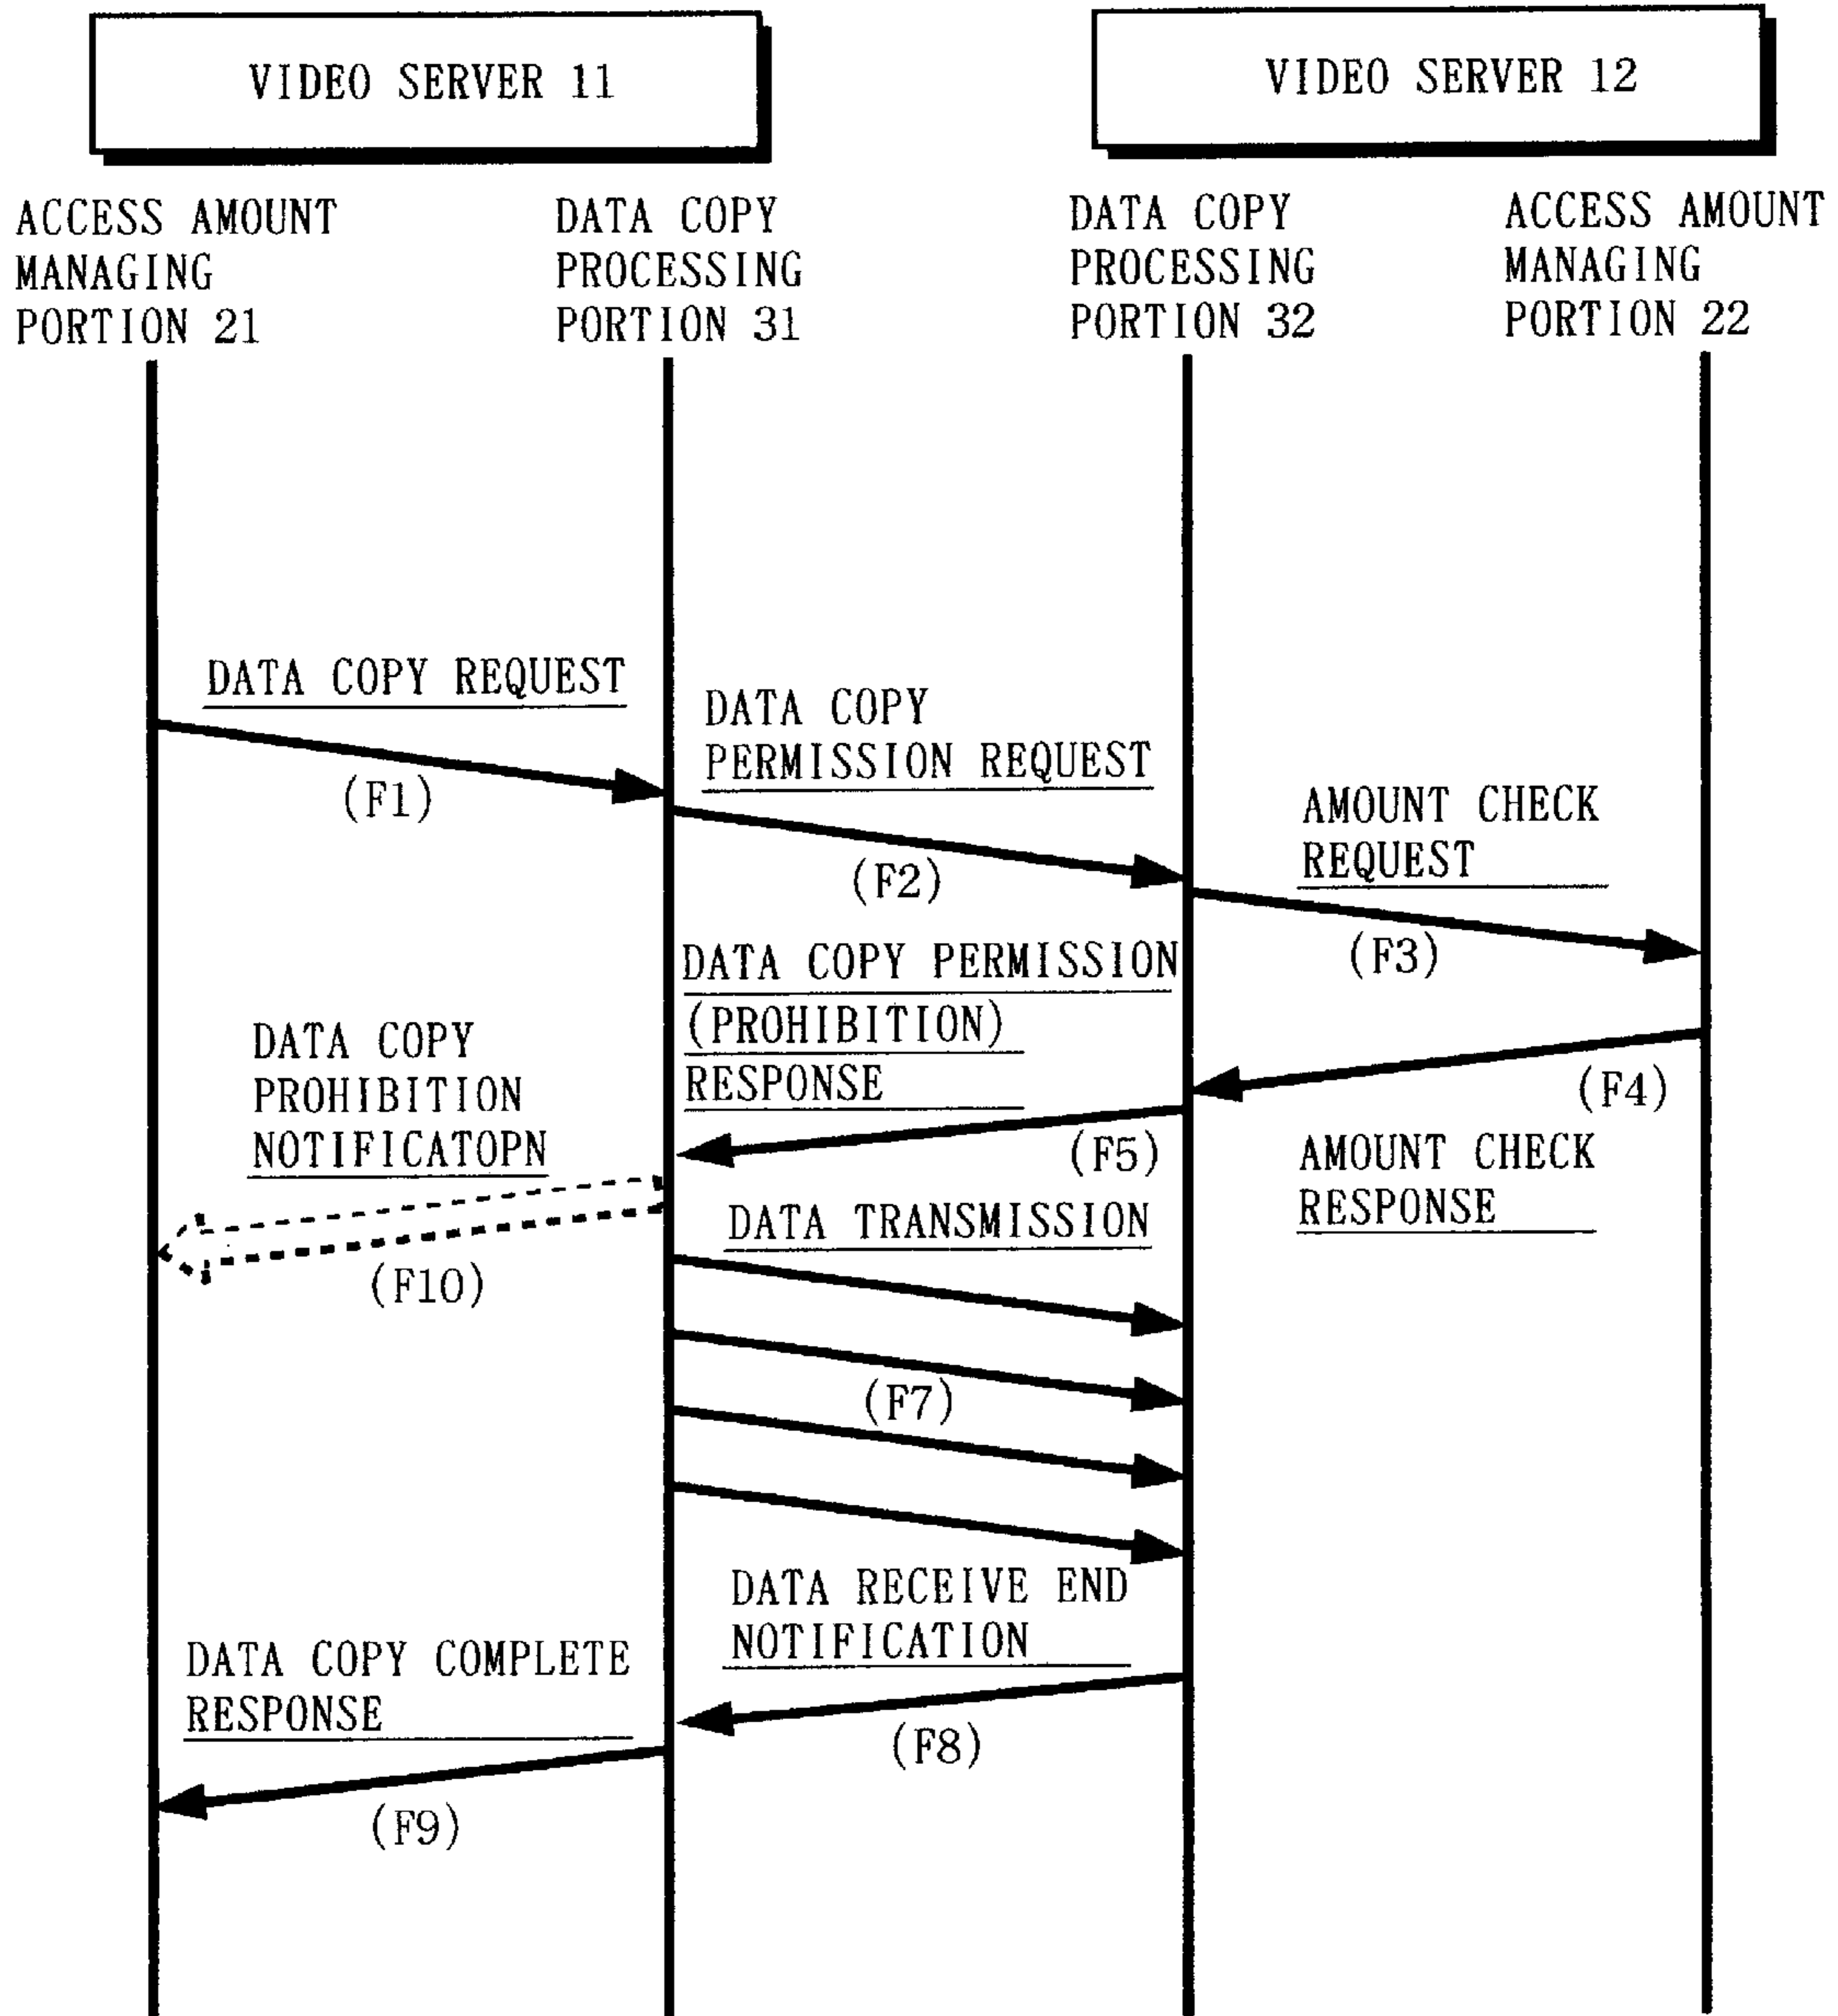 VIDEO SERVER 11
VIDEO SERVER 12
ACCESS AMOUNT
MANAGING
PORTION 21
DATA COPY
PROCESSING
PORTION 31
DATA COPY
PROCESSING
PORTION 32
ACCESS AMOUNT
MANAGING
PORTION 22
DATA COPY REQUEST
(F1)
DATA COPY
PERMISSION REQUEST
(F2)
AMOUNT CHECK
REQUEST
(F3)
DATA COPY PERMISSION
(PROHIBITION)
RESPONSE
(F4)
(F5)
DATA COPY
PROHIBITION
NOTIFICATOPN
(F10)
AMOUNT CHECK
RESPONSE
DATA TRANSMISSION
(F7)
DATA RECEIVE END
NOTIFICATION
(F8)
DATA COPY COMPLETE
RESPONSE
(F9)